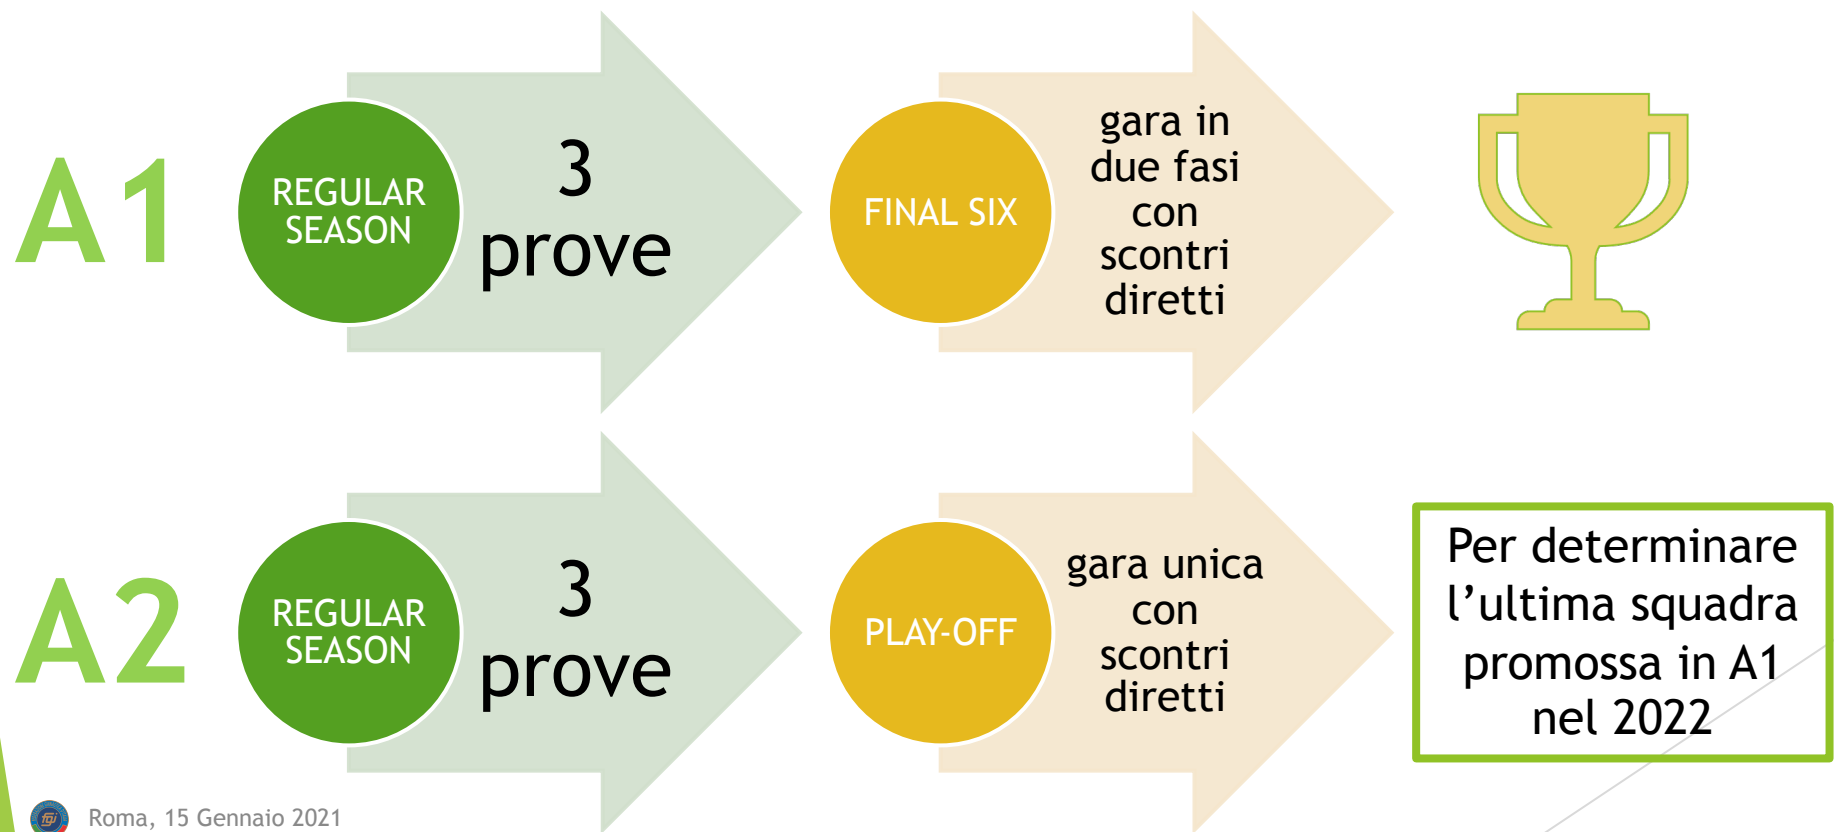 A1
REGULAR
SEASON
3
prove
FINAL SIX
gara in
due fasi
con
scontri
diretti
A2
REGULAR
SEASON
3
prove
PLAY-OFF
gara unica
con
scontri
diretti
Per determinare
l’ultima squadra
promossa in A1
nel 2022
fgi
Roma, 15 Gennaio 2021